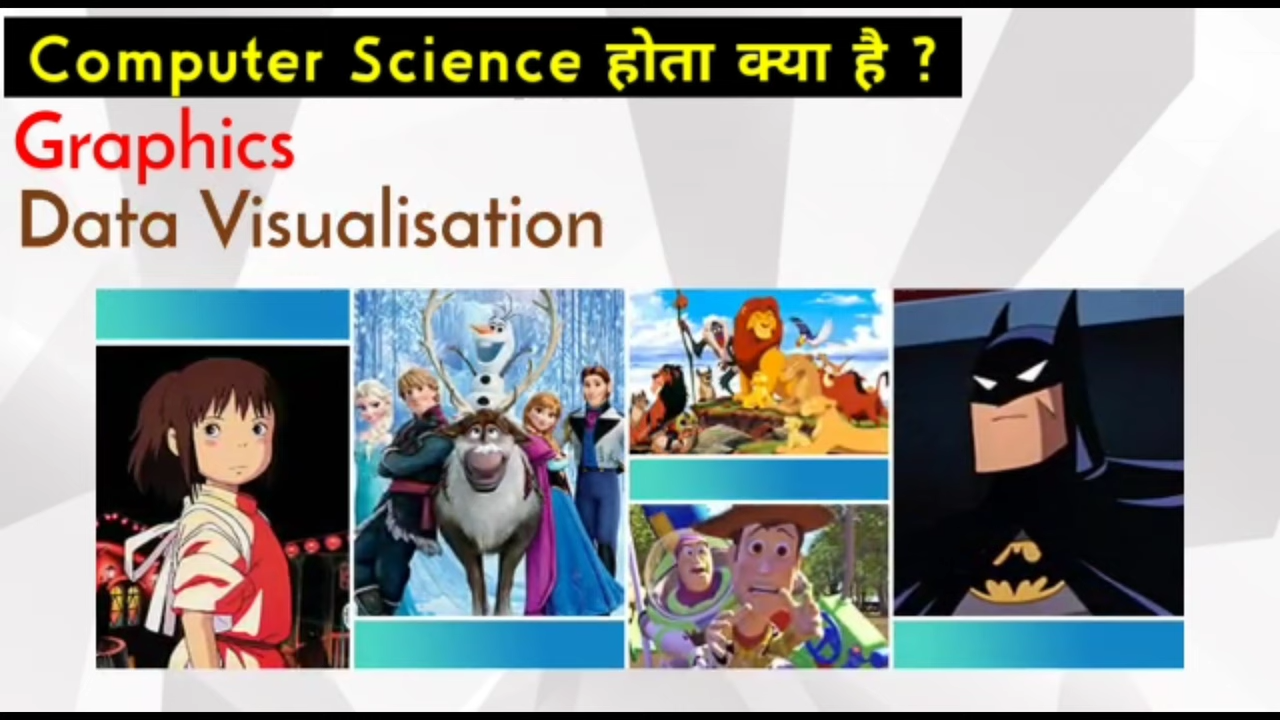 Computer Science होता क्या है ?
Graphics
Data Visualisation